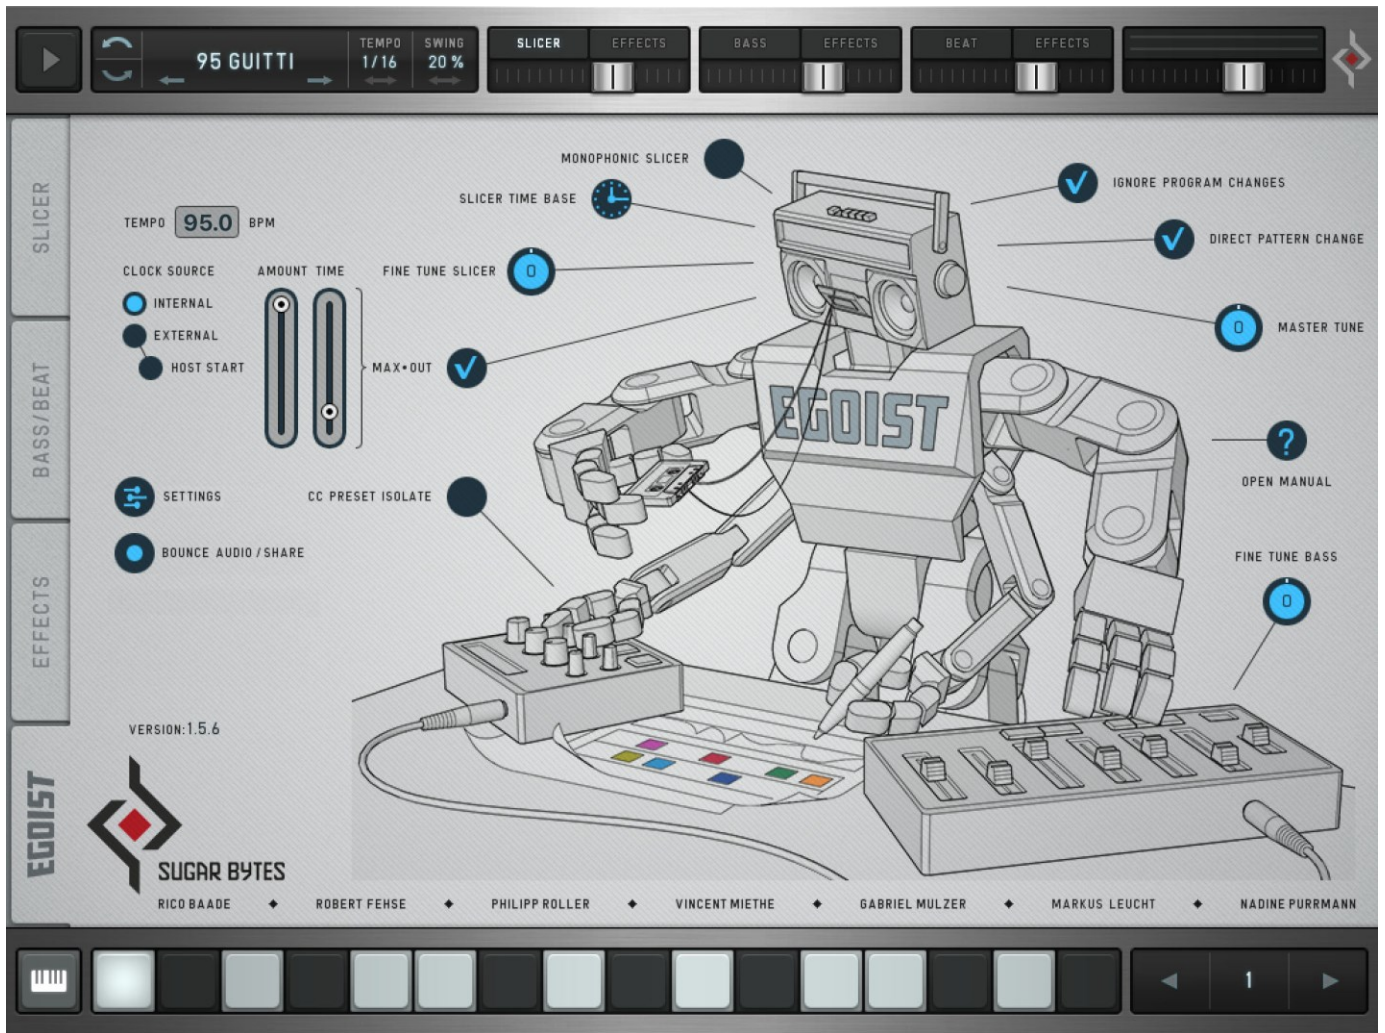 95 GUITTI
TEMPO
1/16
SWING
20 %
SLICER
EFFECTS
BASS
EFFECTS
BEAT
EFFECTS
SLICER
BASS/BEAT
EFFECTS
EGOIST
MONOPHONIC SLICER
SLICER TIME BASE
IGNORE PROGRAM CHANGES
TEMPO 95.0 BPM
DIRECT PATTERN CHANGE
CLOCK SOURCE
AMOUNT TIME
FINE TUNE SLICER 0
INTERNAL
EXTERNAL
HOST START
MAX•OUT
0 MASTER TUNE
EGOIST
?
OPEN MANUAL
SETTINGS
CC PRESET ISOLATE
BOUNCE AUDIO / SHARE
FINE TUNE BASS
0
VERSION:1.5.6
SUGAR BYTES
RICO BAADE ◆ ROBERT FEHSE ◆ PHILIPP ROLLER ◆ VINCENT MIETHE ◆ GABRIEL MULZER ◆ MARKUS LEUCHT ◆ NADINE PURRMANN
1